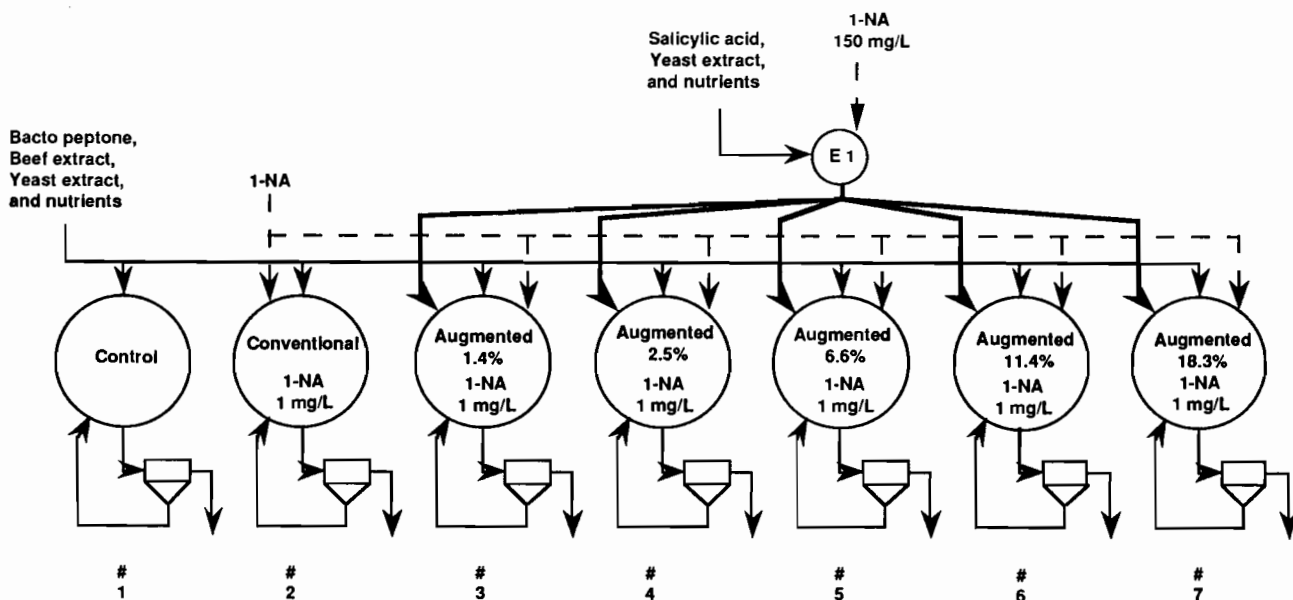 1-NA
150 mg/L
Salicylic acid,
Yeast extract,
and nutrients
Bacto peptone,
Beef extract,
Yeast extract,
and nutrients
1-NA
E 1
Control
Conventional
1-NA
1 mg/L
Augmented
1.4%
1-NA
1 mg/L
Augmented
2.5%
1-NA
1 mg/L
Augmented
6.6%
1-NA
1 mg/L
Augmented
11.4%
1-NA
1 mg/L
Augmented
18.3%
1-NA
1 mg/L
#
1
#
2
#
3
#
4
#
5
#
6
#
7